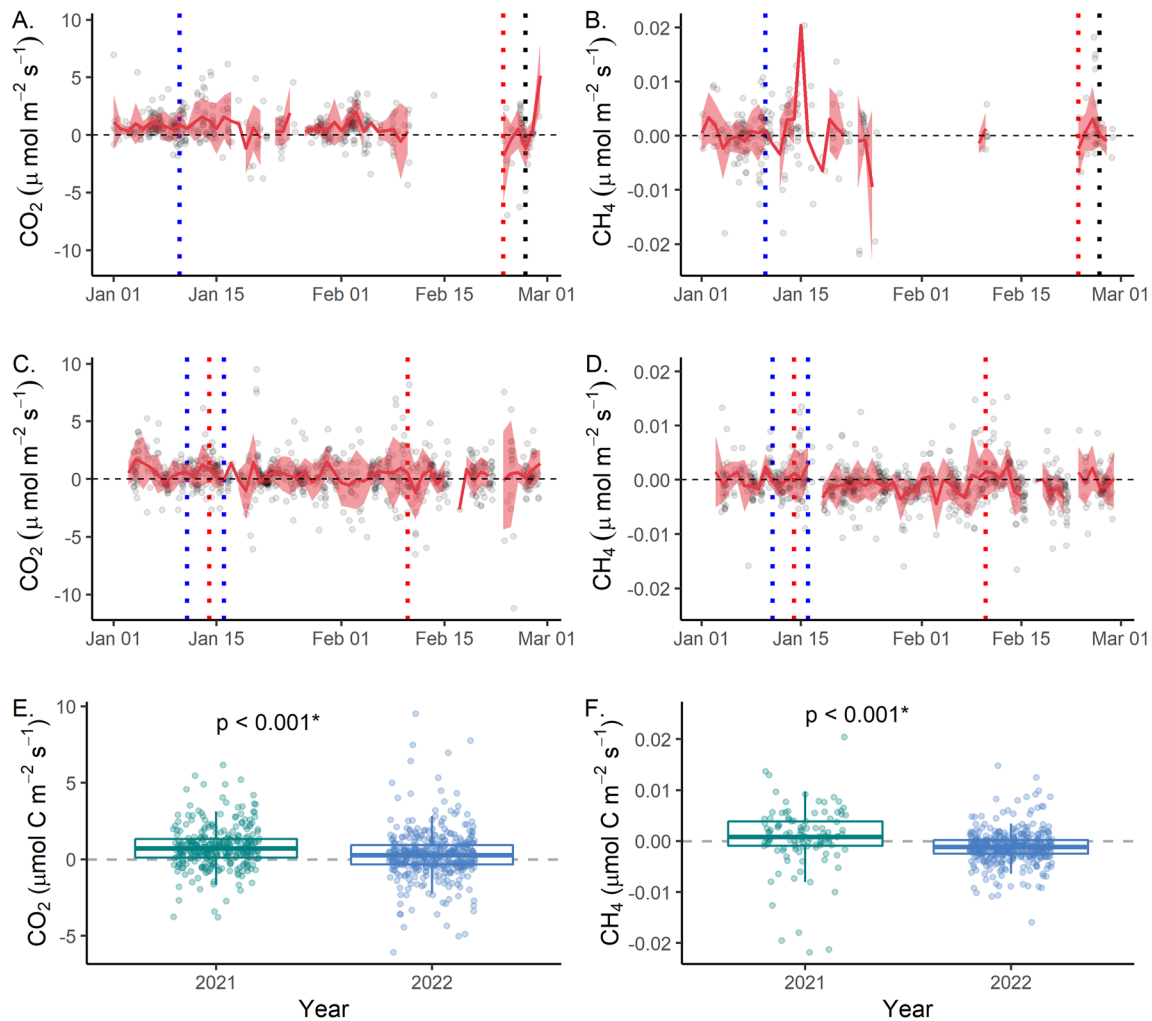 A.
CO₂ (μ mol m⁻² s⁻¹).
10
5
0
-5
-10
Jan 01 Jan 15 Feb 01 Feb 15 Mar 01
B.
CH₄ (μ mol m⁻² s⁻¹).
0.02
0.01
0.00
-0.01
-0.02
Jan 01 Jan 15 Feb 01 Feb 15 Mar 01
C.
CO₂ (μ mol m⁻² s⁻¹).
10
5
0
-5
-10
Jan 01 Jan 15 Feb 01 Feb 15 Mar 01
D.
CH₄ (μ mol m⁻² s⁻¹).
0.02
0.01
0.00
-0.01
-0.02
Jan 01 Jan 15 Feb 01 Feb 15 Mar 01
E.
CO₂ (μmol C m⁻² s⁻¹).
10
5
0
-5
p < 0.001*
2021 2022
Year
F.
CH₄ (μmol C m⁻² s⁻¹).
0.02
0.01
0.00
-0.01
-0.02
p < 0.001*
2021 2022
Year